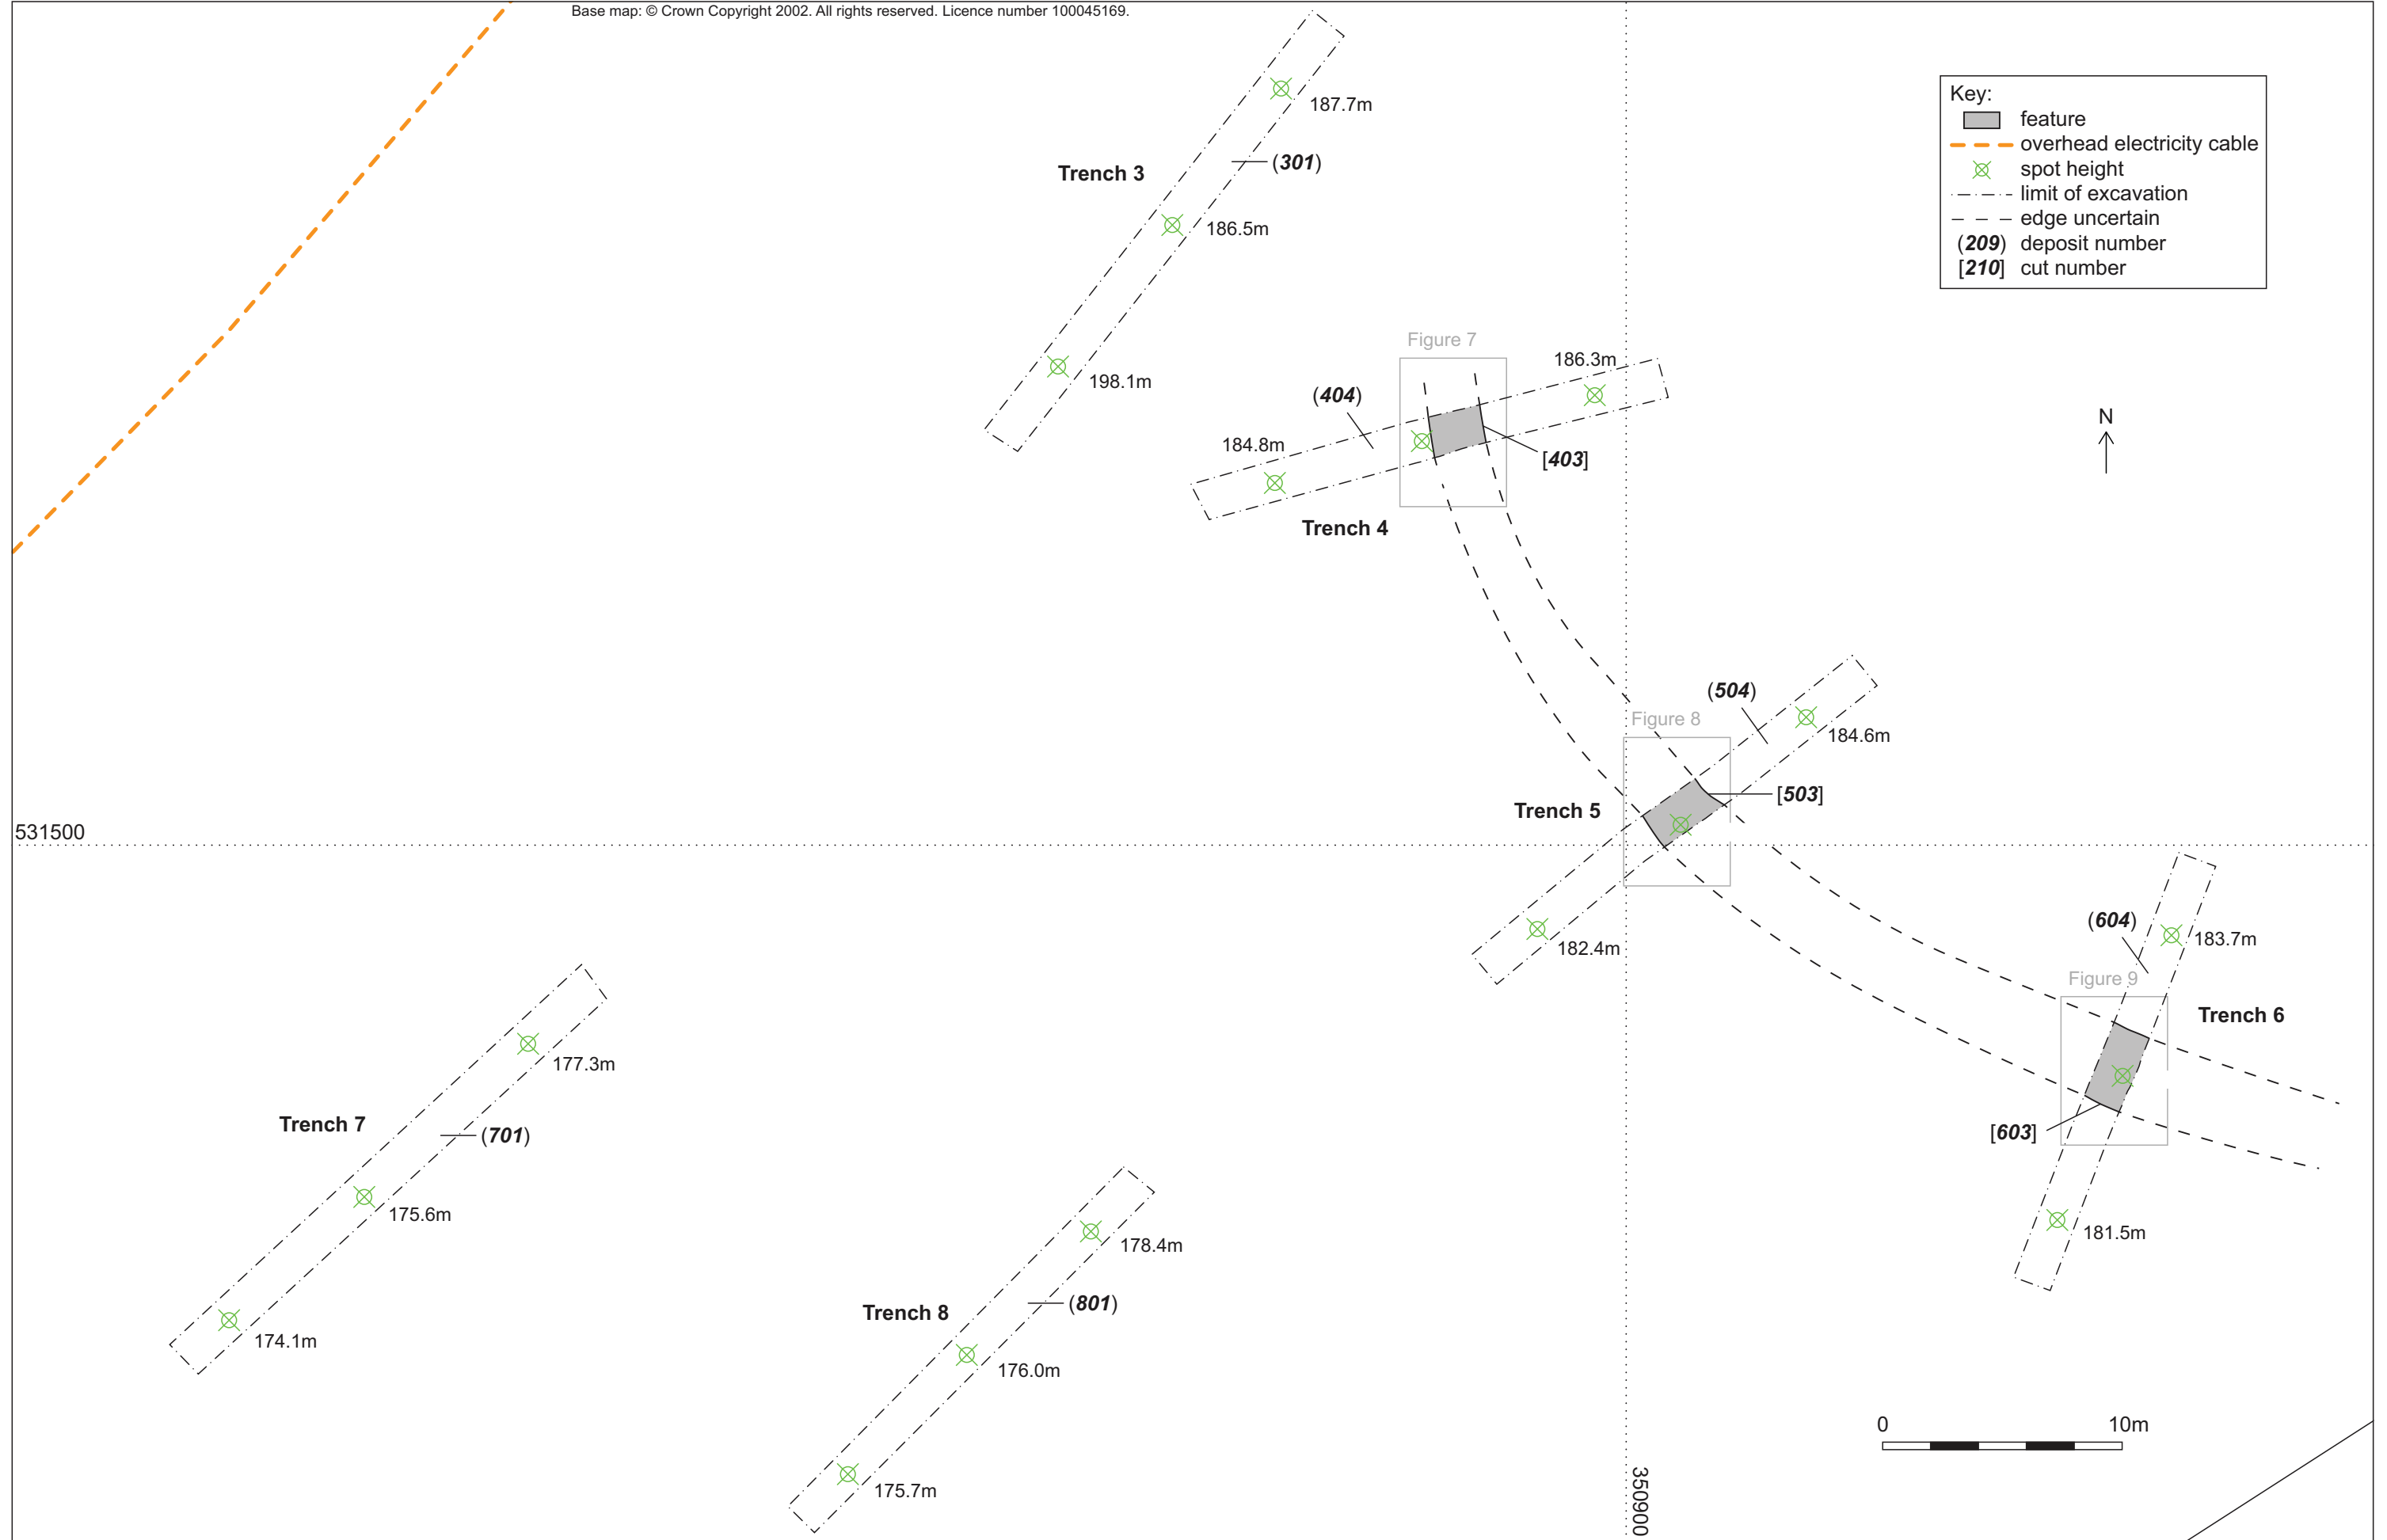 Base map: © Crown Copyright 2002. All rights reserved. Licence number 100045169.
Key:
feature
overhead electricity cable
spot height
limit of excavation
edge uncertain
(209) deposit number
[210] cut number
187.7m
(301)
Trench 3
186.5m
198.1m
Figure 7
186.3m
(404)
184.8m
[403]
Trench 4
N
(504)
Figure 8
184.6m
[503]
Trench 5
531500
182.4m
(604)
183.7m
Figure 9
Trench 6
[603]
181.5m
177.3m
Trench 7
(701)
175.6m
174.1m
178.4m
(801)
Trench 8
176.0m
175.7m
0 10m
350900